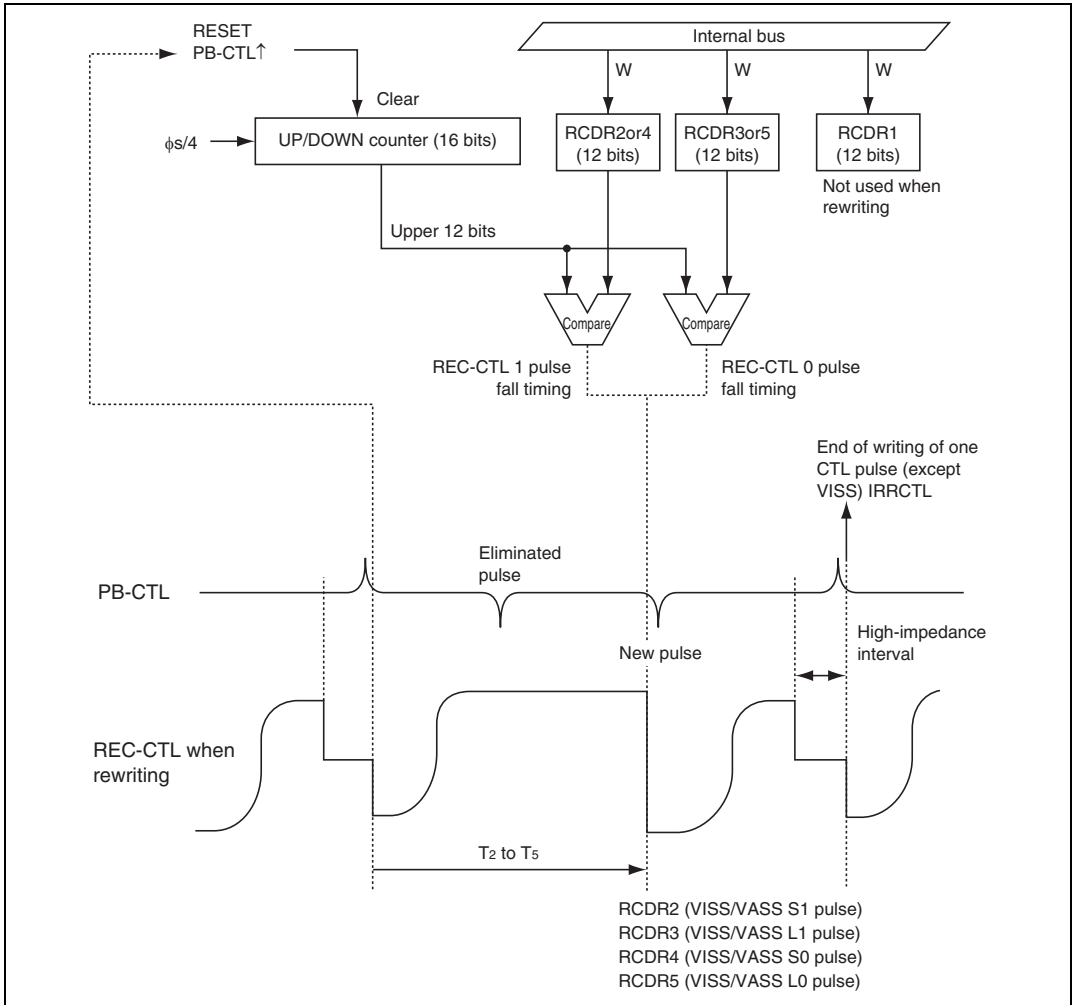 RESET
PB-CTL↑
Internal bus
W
W
W
Clear
φs/4
UP/DOWN counter (16 bits)
RCDR2or4
(12 bits)
RCDR3or5
(12 bits)
RCDR1
(12 bits)
Not used when
rewriting
Upper 12 bits
Compare
Compare
REC-CTL 1 pulse
fall timing
REC-CTL 0 pulse
fall timing
End of writing of one
CTL pulse (except
VISS) IRRCTL
Eliminated
pulse
PB-CTL
New pulse
High-impedance
interval
REC-CTL when
rewriting
T2 to T5
RCDR2 (VISS/VASS S1 pulse)
RCDR3 (VISS/VASS L1 pulse)
RCDR4 (VISS/VASS S0 pulse)
RCDR5 (VISS/VASS L0 pulse)